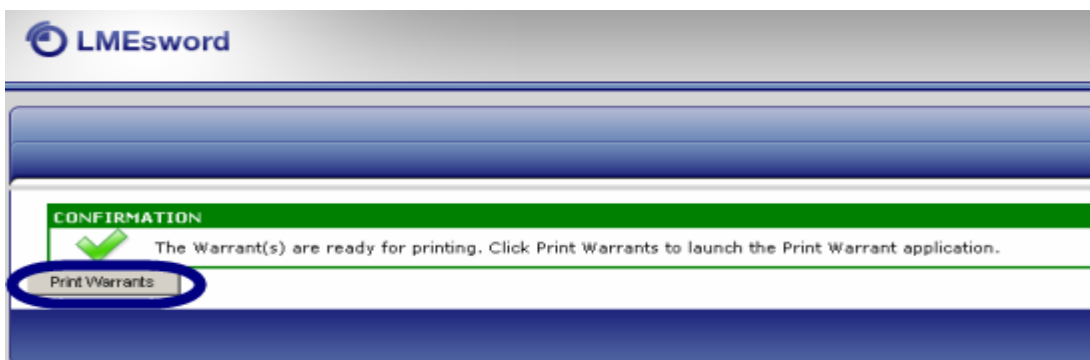 LMEsword
CONFIRMATION
The Warrant(s) are ready for printing. Click Print Warrants to launch the Print Warrant application.
Print Warrants